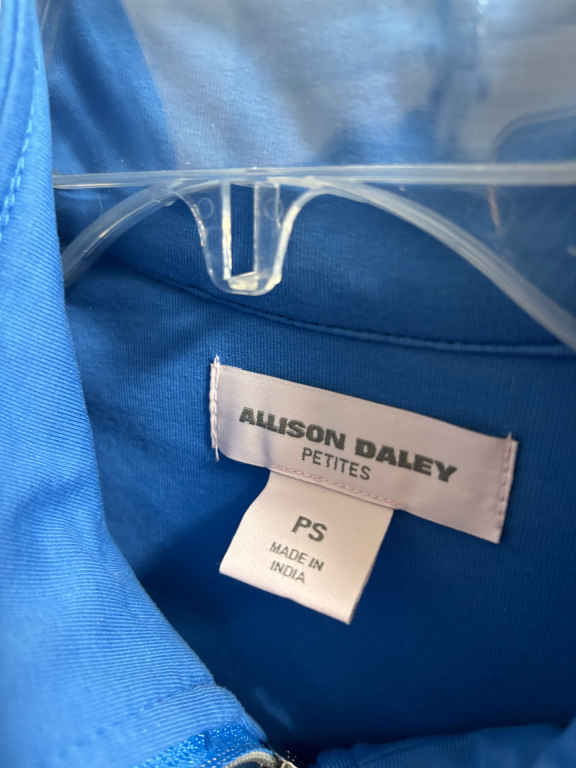 ALLISON DALEY
PETITES
PS
MADE IN
INDIA